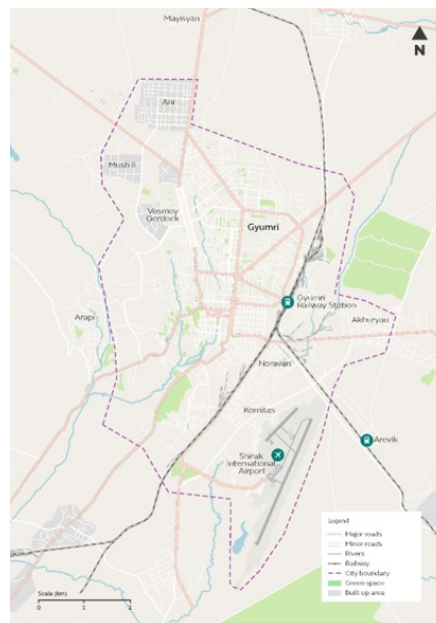 Mayisyan
N
Ani
Mush II
Vosmoy
Gordock
Gyumri
Gyumri
Railway Station
Arapi
Akhuryan
Noravan
Komitas
Arevik
Shirak
International
Airport
Legend
Major roads
Minor roads
Rivers
Railway
City boundary
Green space
Built up area
Scale (km)
0 1 2